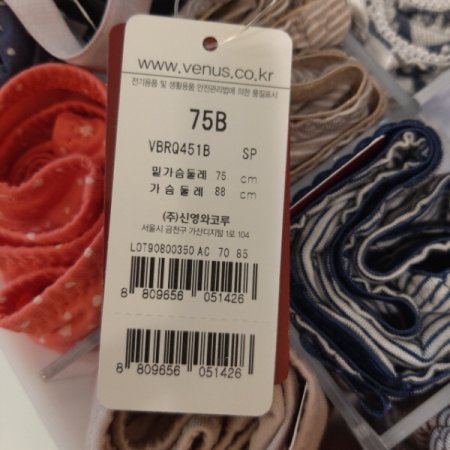 www.venus.co.kr
전기용품 및 생활용품 안전관리법에 의한 품질표시
75B
VBRQ451B SP
밑가슴둘레 75 cm
가슴둘레 88 cm
(주)신영와코루
서울시 금천구 가산디지탈 1로 104
LOT90800350 AC 70 85
8 809656 051426
8 809656 051426